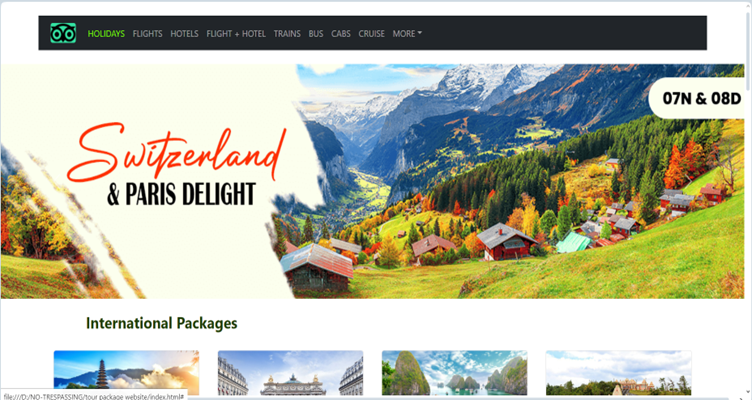 HOLIDAYS FLIGHTS HOTELS FLIGHT + HOTEL TRAINS BUS CABS CRUISE MORE
07N & 08D
Switzerland
& PARIS DELIGHT
International Packages
file:///D:/NO-TRESPASSING/tour package website/index.html#